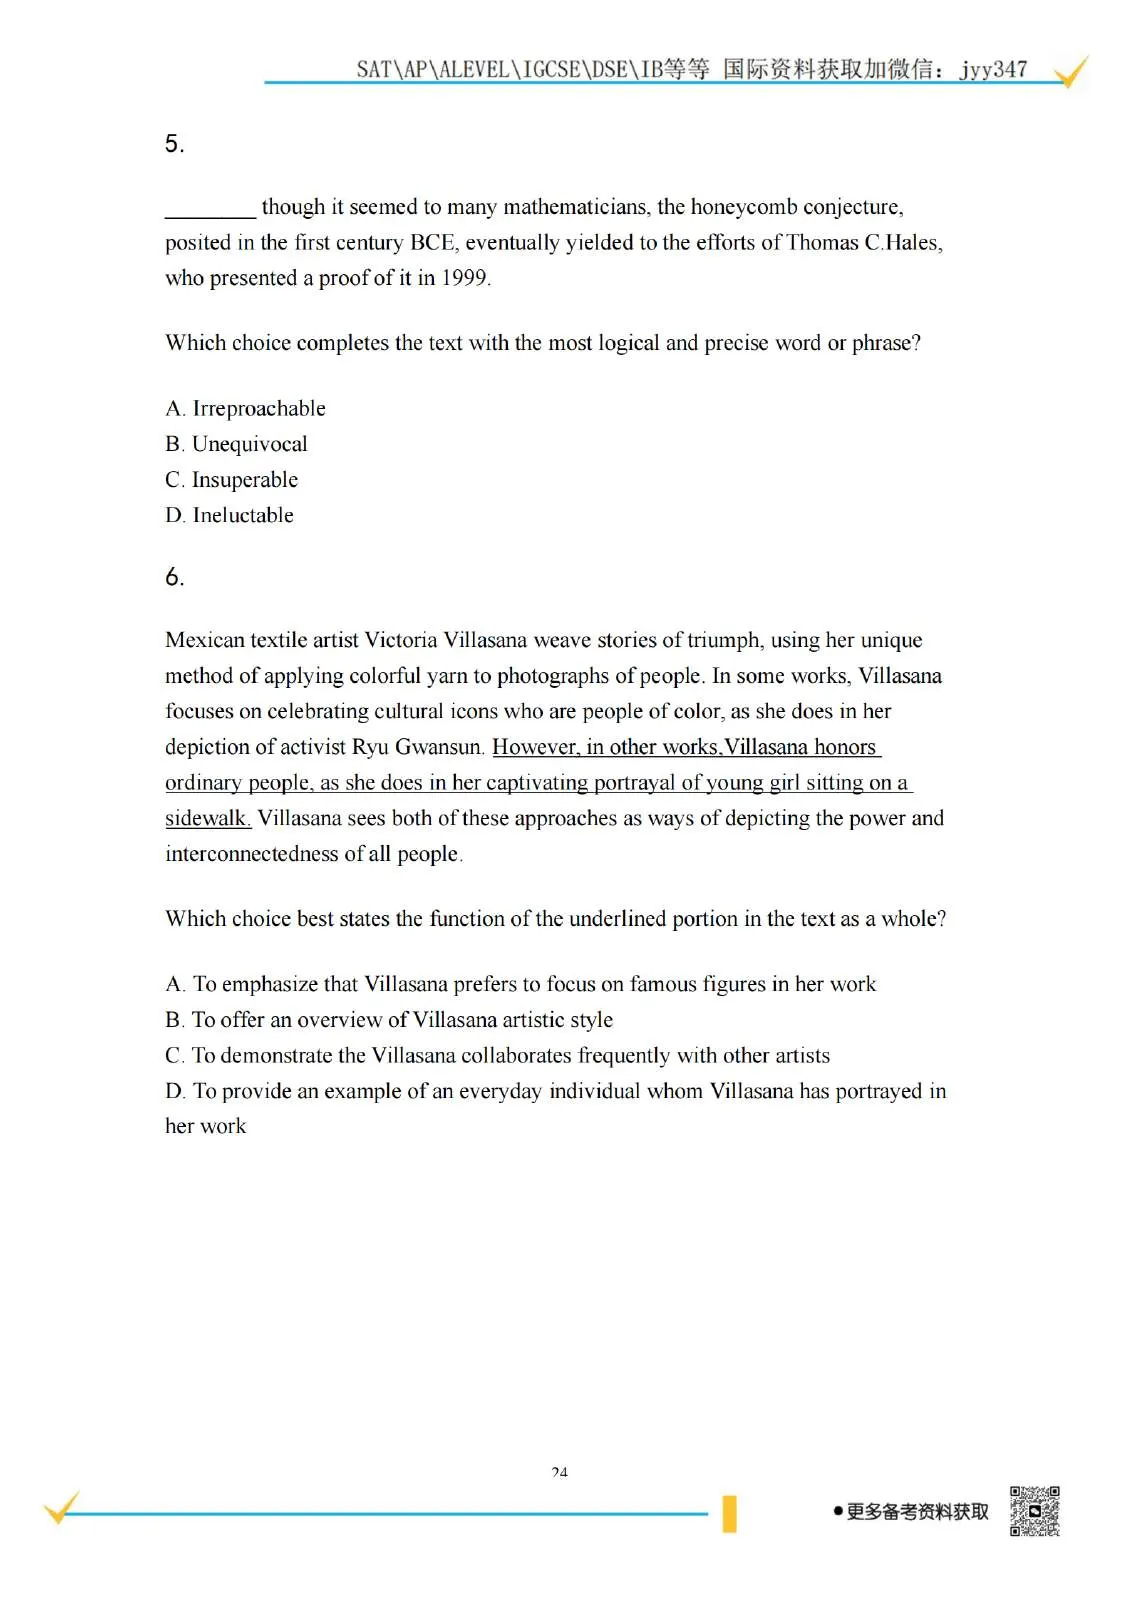 SAT\AP\ALEVEL\IGCSE\DSE\IB等等 国际资料获取加微信：jyy347
5.
________ though it seemed to many mathematicians, the honeycomb conjecture,
posited in the first century BCE, eventually yielded to the efforts of Thomas C.Hales,
who presented a proof of it in 1999.
Which choice completes the text with the most logical and precise word or phrase?
A. Irreproachable
B. Unequivocal
C. Insuperable
D. Ineluctable
6.
Mexican textile artist Victoria Villasana weave stories of triumph, using her unique
method of applying colorful yarn to photographs of people. In some works, Villasana
focuses on celebrating cultural icons who are people of color, as she does in her
depiction of activist Ryu Gwansun. However, in other works,Villasana honors
ordinary people, as she does in her captivating portrayal of young girl sitting on a
sidewalk. Villasana sees both of these approaches as ways of depicting the power and
interconnectedness of all people.
Which choice best states the function of the underlined portion in the text as a whole?
A. To emphasize that Villasana prefers to focus on famous figures in her work
B. To offer an overview of Villasana artistic style
C. To demonstrate the Villasana collaborates frequently with other artists
D. To provide an example of an everyday individual whom Villasana has portrayed in
her work
24
●更多备考资料获取